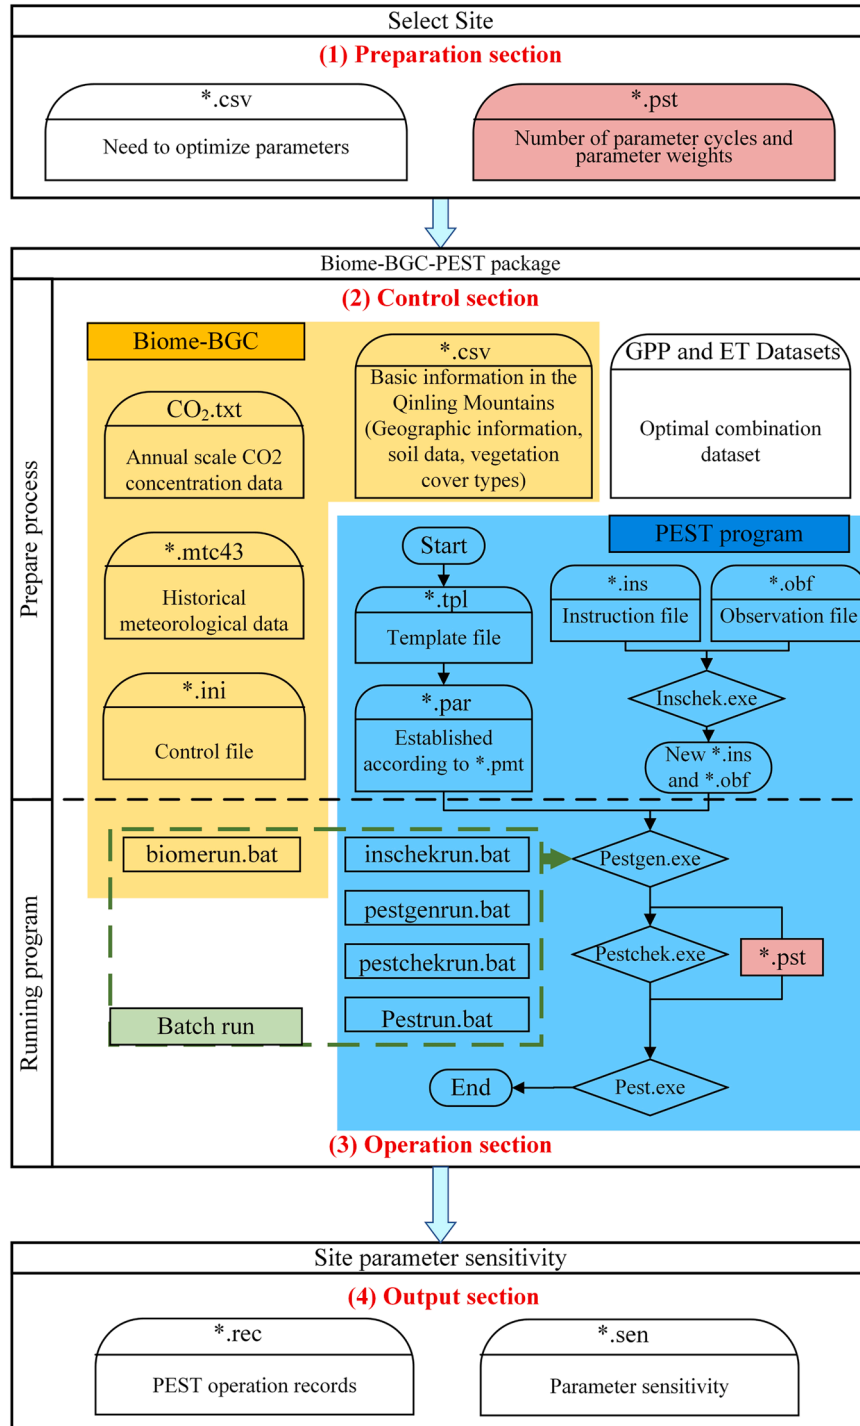 Select Site
(1) Preparation section
*.csv
Need to optimize parameters
*.pst
Number of parameter cycles and
parameter weights
Biome-BGC-PEST package
(2) Control section
Prepare process
Biome-BGC
CO₂.txt
Annual scale CO2
concentration data
*.csv
Basic information in the
Qinling Mountains
(Geographic information,
soil data, vegetation
cover types)
GPP and ET Datasets
Optimal combination
dataset
*.mtc43
Historical
meteorological data
*.ini
Control file
PEST program
Start
*.tpl
Template file
*.par
Established
according to *.pmt
*.ins
Instruction file
*.obf
Observation file
Inschek.exe
New *.ins
and *.obf
Running program
biomerun.bat
inschekrun.bat
pestgenrun.bat
pestchekrun.bat
Pestrun.bat
Batch run
Pestgen.exe
Pestchek.exe
*.pst
Pest.exe
End
(3) Operation section
Site parameter sensitivity
(4) Output section
*.rec
PEST operation records
*.sen
Parameter sensitivity